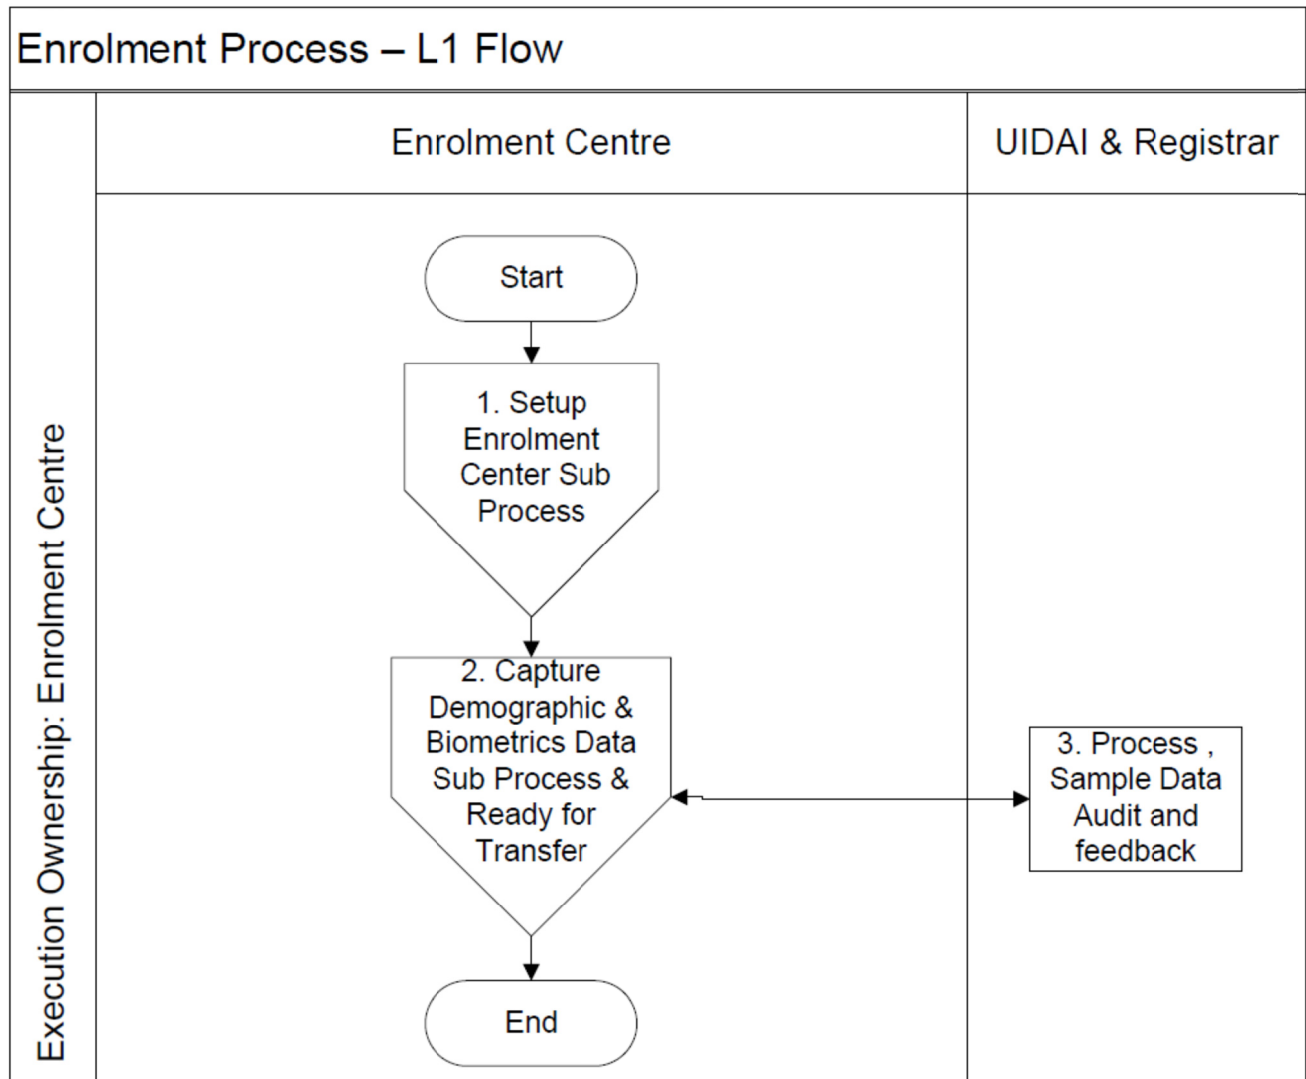 Enrolment Process – L1 Flow
Enrolment Centre
UIDAI & Registrar
Execution Ownership: Enrolment Centre
Start
1. Setup
Enrolment
Center Sub
Process
2. Capture
Demographic &
Biometrics Data
Sub Process &
Ready for
Transfer
3. Process ,
Sample Data
Audit and
feedback
End